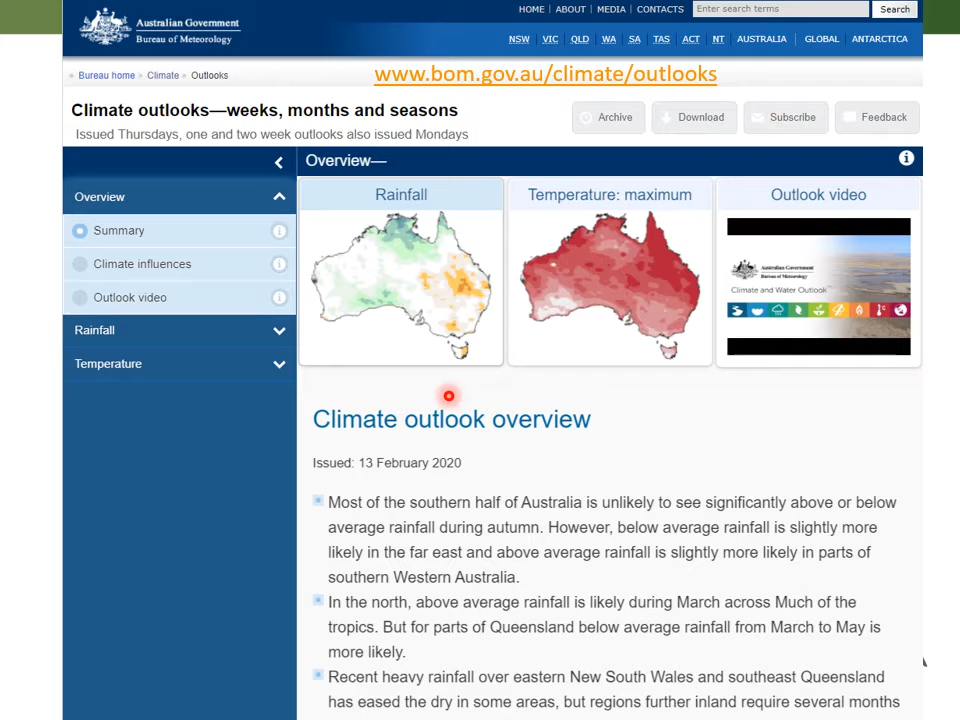 HOME | ABOUT | MEDIA | CONTACTS
Enter search terms
Search
Australian Government
Bureau of Meteorology
NSW VIC QLD WA SA TAS ACT NT AUSTRALIA GLOBAL ANTARCTICA
Bureau home > Climate > Outlooks
www.bom.gov.au/climate/outlooks
Climate outlooks—weeks, months and seasons
Issued Thursdays, one and two week outlooks also issued Mondays
Archive
Download
Subscribe
Feedback
Overview—
Overview
Summary
Climate influences
Outlook video
Rainfall
Temperature
Rainfall
Temperature: maximum
Outlook video
Australian Government
Climate and Water Outlook
Climate outlook overview
Issued: 13 February 2020
Most of the southern half of Australia is unlikely to see significantly above or below
average rainfall during autumn. However, below average rainfall is slightly more
likely in the far east and above average rainfall is slightly more likely in parts of
southern Western Australia.
In the north, above average rainfall is likely during March across Much of the
tropics. But for parts of Queensland below average rainfall from March to May is
more likely.
Recent heavy rainfall over eastern New South Wales and southeast Queensland
has eased the dry in some areas, but regions further inland require several months